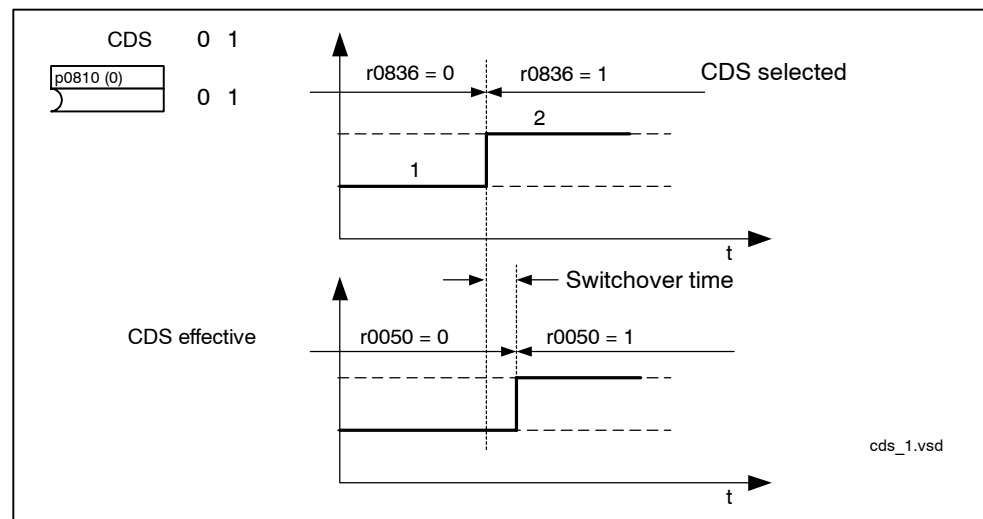 CDS 0 1
p0810 (0)
0 1
r0836 = 0 r0836 = 1 CDS selected
2
1
t
Switchover time
CDS effective r0050 = 0 r0050 = 1
cds_1.vsd
t